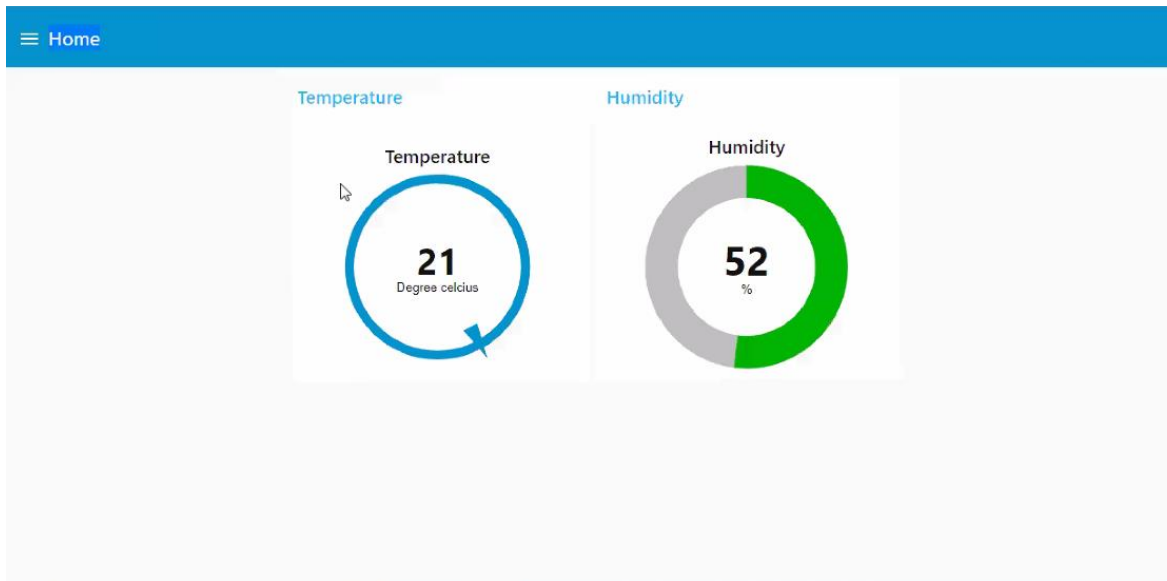 Home
Temperature
Humidity
Temperature
21
Degree celcius
Humidity
52
%